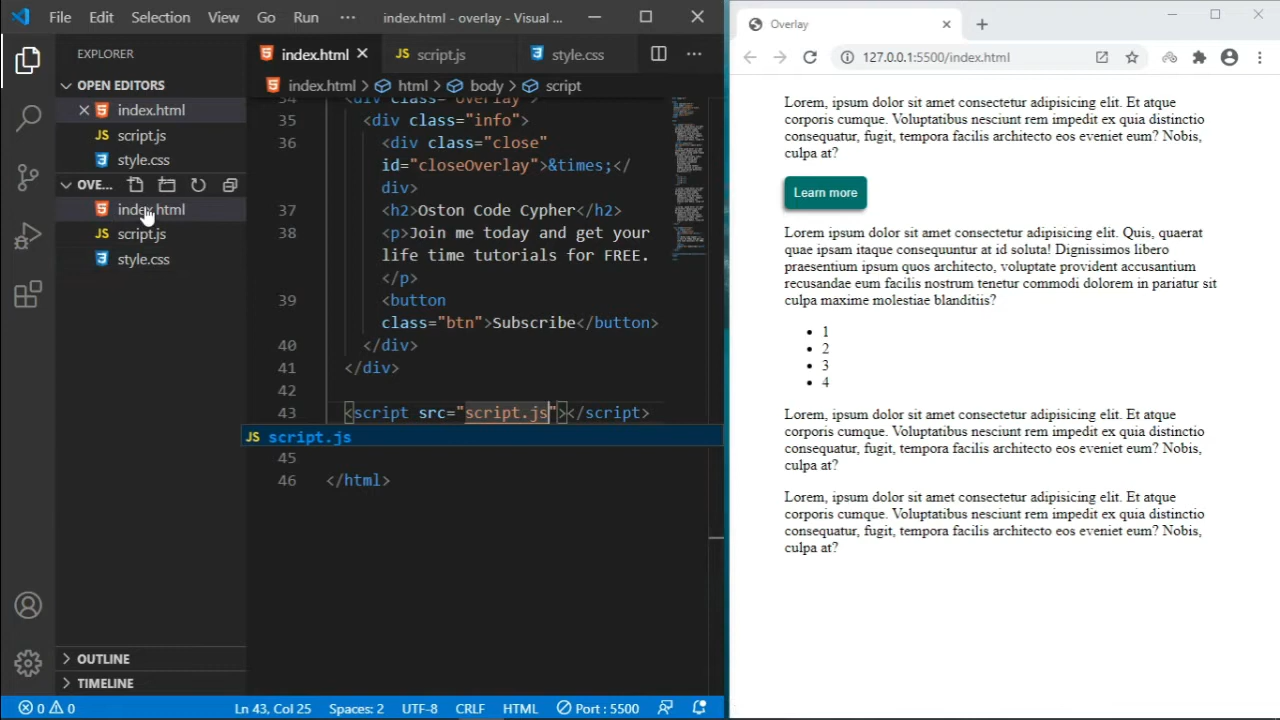 File Edit Selection View Go Run ··· index.html - overlay - Visual ...
EXPLORER
OPEN EDITORS
index.html
script.js
style.css
OVE...
index.html
script.js
style.css
OUTLINE
TIMELINE
index.html script.js style.css
index.html > html > body > script
34 <div class="overlay">
35 <div class="info">
36 <div class="close"
id="closeOverlay">&times;</
div>
37 <h2>Oston Code Cypher</h2>
38 <p>Join me today and get your
life time tutorials for FREE.
</p>
39 <button
class="btn">Subscribe</button>
40 </div>
41 </div>
42
43 <script src="script.js"></script>
JS script.js
45
46 </html>
0 0 Ln 43, Col 25 Spaces: 2 UTF-8 CRLF HTML Port : 5500
Overlay
127.0.0.1:5500/index.html
Lorem, ipsum dolor sit amet consectetur adipisicing elit. Et atque
corporis cumque. Voluptatibus nesciunt rem impedit ex quia distinctio
consequatur, fugit, tempora facilis architecto eos eveniet eum? Nobis,
culpa at?
Learn more
Lorem ipsum dolor sit amet consectetur adipisicing elit. Quis, quaerat
quae ipsam itaque consequuntur at id soluta! Dignissimos libero
praesentium ipsum quos architecto, voluptate provident accusantium
recusandae eum facilis nostrum tenetur commodi dolorem in pariatur sit
culpa maxime molestiae blanditiis?
• 1
• 2
• 3
• 4
Lorem, ipsum dolor sit amet consectetur adipisicing elit. Et atque
corporis cumque. Voluptatibus nesciunt rem impedit ex quia distinctio
consequatur, fugit, tempora facilis architecto eos eveniet eum? Nobis,
culpa at?
Lorem, ipsum dolor sit amet consectetur adipisicing elit. Et atque
corporis cumque. Voluptatibus nesciunt rem impedit ex quia distinctio
consequatur, fugit, tempora facilis architecto eos eveniet eum? Nobis,
culpa at?